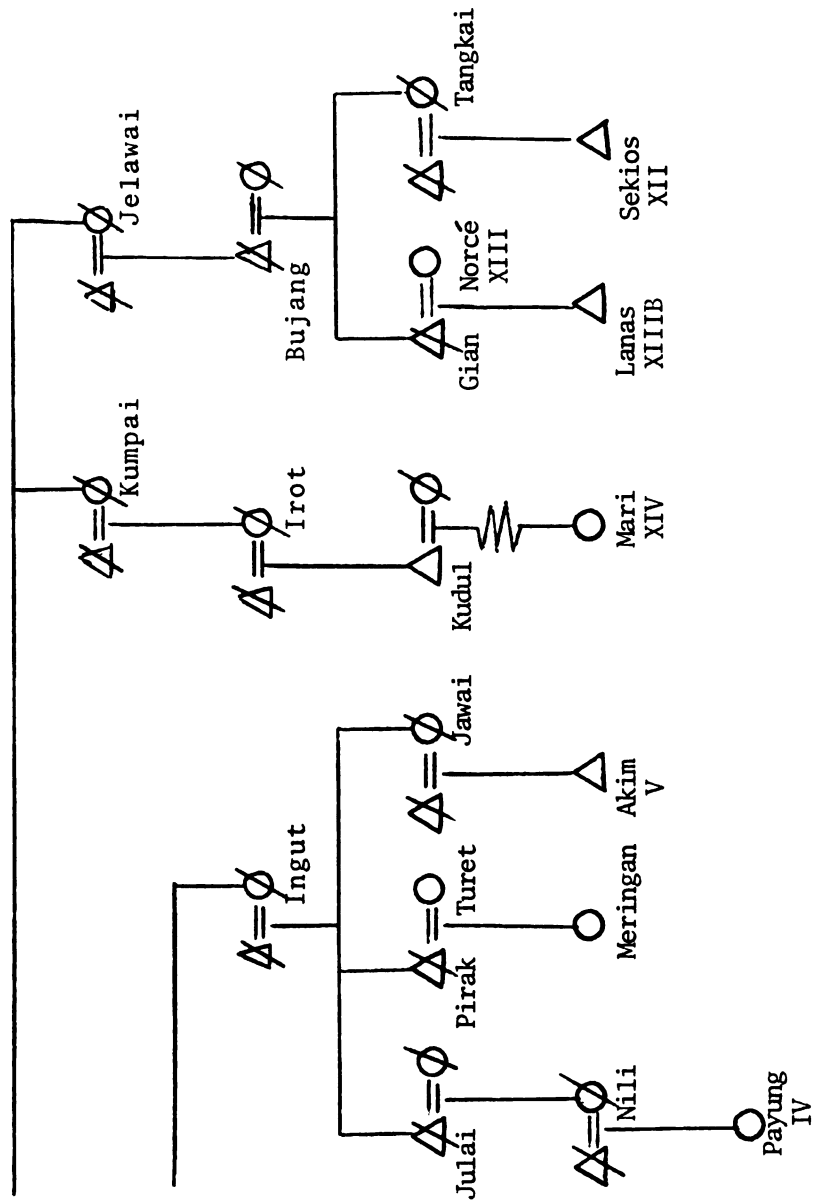 Jelawai
Kumpai
Bujang
Irot
Tangkai
Norcé
XIII
Gian
Kudul
Sekios
XII
Lanas
XIIIB
Mari
XIV
Ingut
Jawai
Turet
Pirak
Julai
Akim
V
Meringan
Nili
Payung
IV